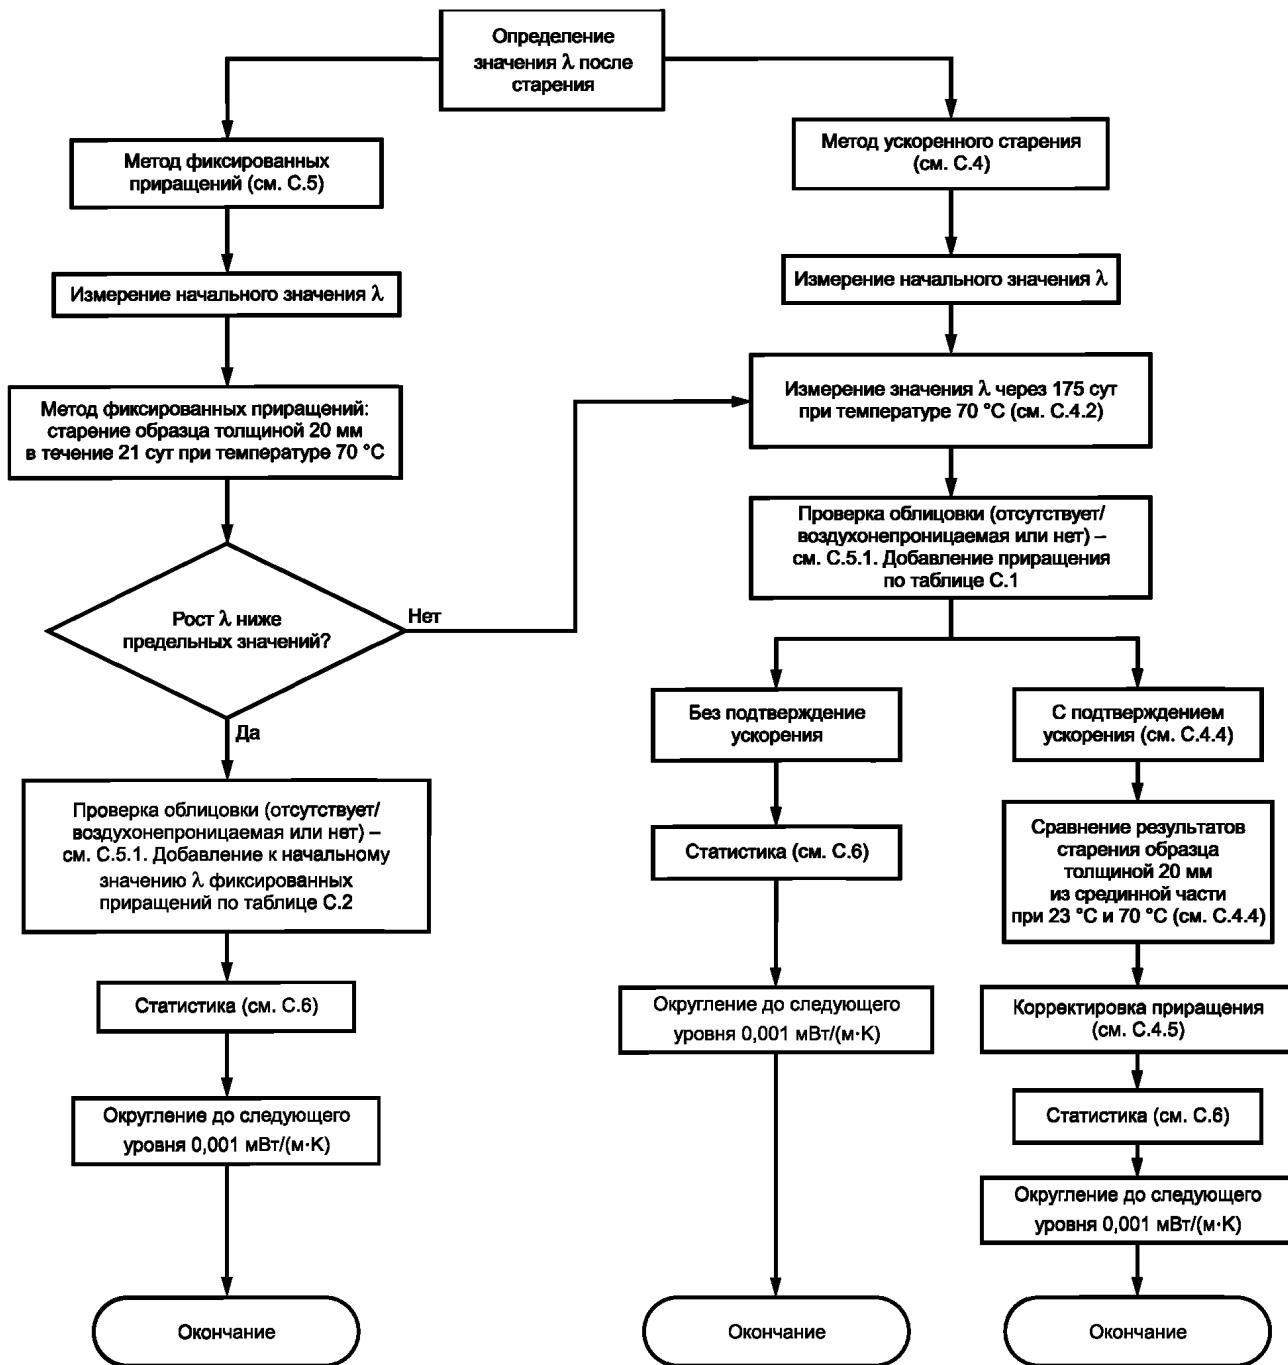 Определение
значения λ после
старения
Метод фиксированных
приращений (см. С.5)
Измерение начального значения λ
Метод фиксированных приращений:
старение образца толщиной 20 мм
в течение 21 сут при температуре 70 °С
Рост λ ниже
предельных значений?
Нет
Да
Проверка облицовки (отсутствует/
воздухонепроницаемая или нет) –
см. С.5.1. Добавление к начальному
значению λ фиксированных
приращений по таблице С.2
Статистика (см. С.6)
Округление до следующего
уровня 0,001 мВт/(м·К)
Окончание
Метод ускоренного старения
(см. С.4)
Измерение начального значения λ
Измерение значения λ через 175 сут
при температуре 70 °С (см. С.4.2)
Проверка облицовки (отсутствует/
воздухонепроницаемая или нет) –
см. С.5.1. Добавление приращения
по таблице С.1
Без подтверждение
ускорения
Статистика (см. С.6)
Округление до следующего
уровня 0,001 мВт/(м·К)
Окончание
С подтверждением
ускорения (см. С.4.4)
Сравнение результатов
старения образца
толщиной 20 мм
из срединной части
при 23 °С и 70 °С (см. С.4.4)
Корректировка приращения
(см. С.4.5)
Статистика (см. С.6)
Округление до следующего
уровня 0,001 мВт/(м·К)
Окончание